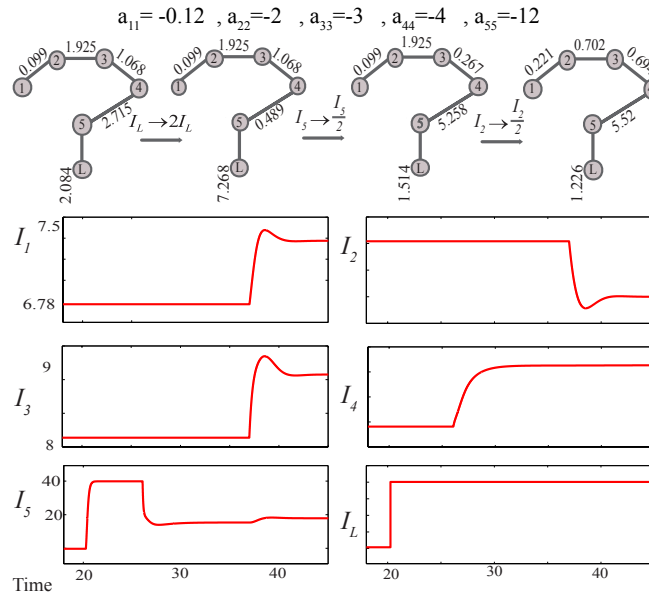 a₁₁= -0.12 , a₂₂=-2 , a₃₃=-3 , a₄₄=-4 , a₅₅=-12
0.099 1.925 1.068 2.715 2.084
1 2 3 4 5 L
I_L → 2I_L
0.099 1.925 1.068 0.489 7.268
1 2 3 4 5 L
I₅ → I₅/2
0.099 1.925 0.267 5.258 1.514
1 2 3 4 5 L
I₂ → I₂/2
0.221 0.702 5.52 1.226
1 2 3 4 5 L
I₁ 7.5 6.78
I₂
I₃ 9 8
I₄
I₅ 40 20
I_L
20 30 40
20 30 40
Time